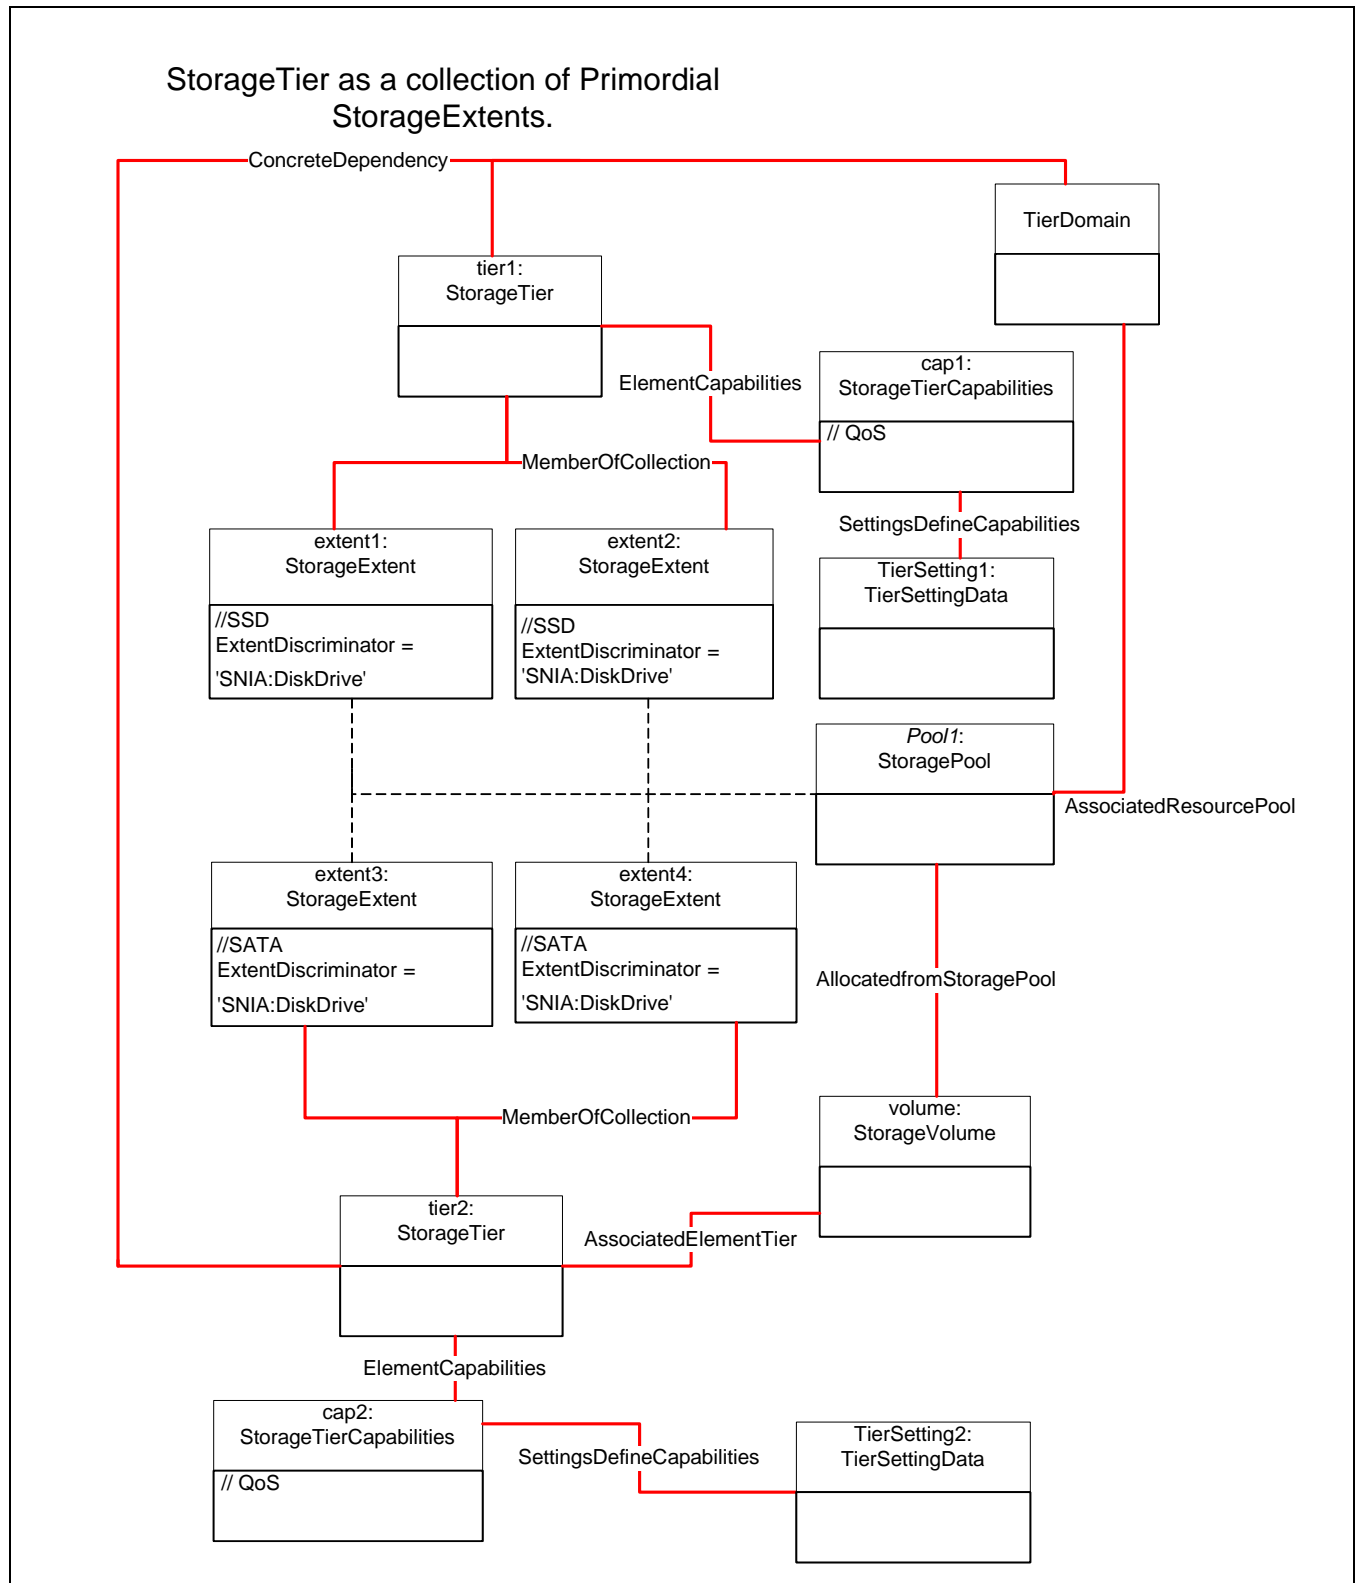 StorageTier as a collection of Primordial
StorageExtents.
ConcreteDependency
TierDomain
tier1:
StorageTier
ElementCapabilities
cap1:
StorageTierCapabilities
// QoS
MemberOfCollection
SettingsDefineCapabilities
extent1:
StorageExtent
//SSD
ExtentDiscriminator =
'SNIA:DiskDrive'
extent2:
StorageExtent
//SSD
ExtentDiscriminator =
'SNIA:DiskDrive'
TierSetting1:
TierSettingData
Pool1:
StoragePool
AssociatedResourcePool
extent3:
StorageExtent
//SATA
ExtentDiscriminator =
'SNIA:DiskDrive'
extent4:
StorageExtent
//SATA
ExtentDiscriminator =
'SNIA:DiskDrive'
AllocatedfromStoragePool
MemberOfCollection
volume:
StorageVolume
tier2:
StorageTier
AssociatedElementTier
ElementCapabilities
cap2:
StorageTierCapabilities
// QoS
SettingsDefineCapabilities
TierSetting2:
TierSettingData